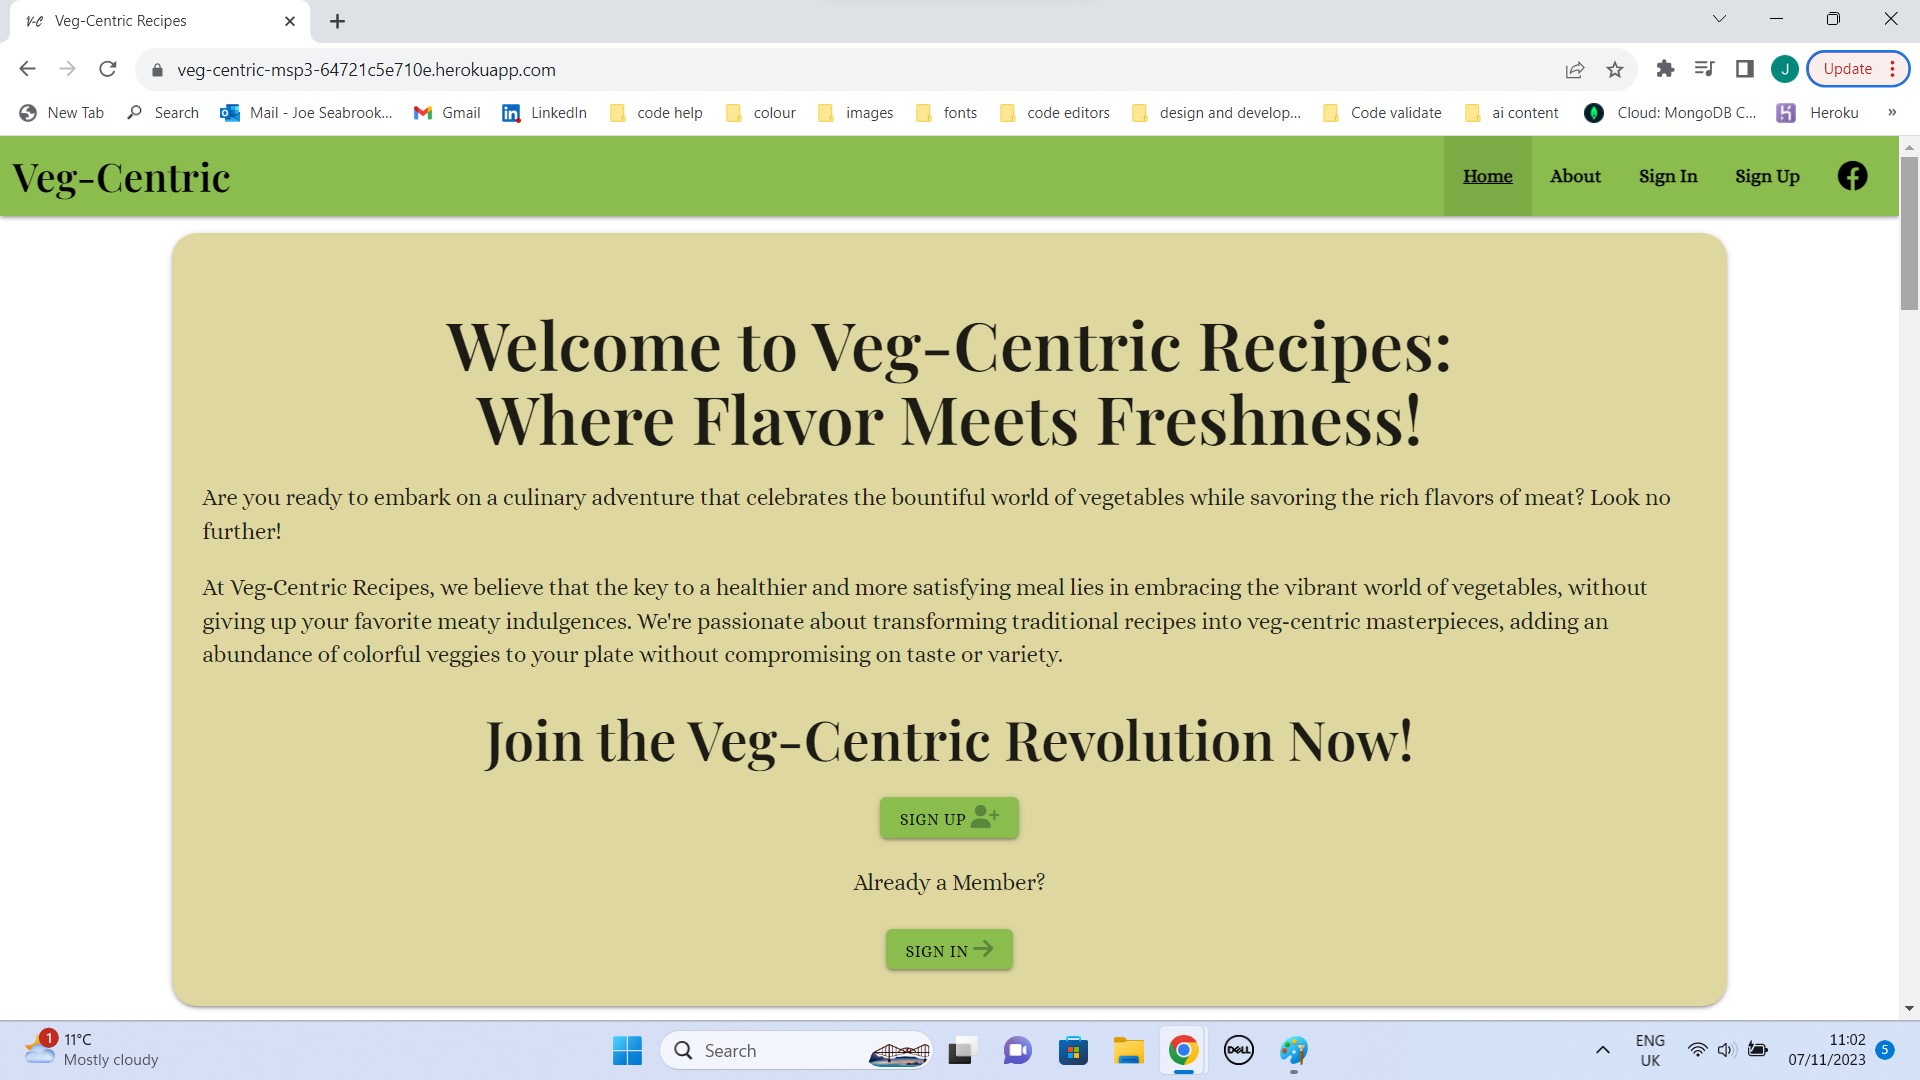 V-C Veg-Centric Recipes
veg-centric-msp3-64721c5e710e.herokuapp.com
J
Update
New Tab
Search
Mail - Joe Seabrook...
Gmail
LinkedIn
code help
colour
images
fonts
code editors
design and develop...
Code validate
ai content
Cloud: MongoDB C...
Heroku
»
Veg-Centric
Home
About
Sign In
Sign Up
Welcome to Veg-Centric Recipes:
Where Flavor Meets Freshness!
Are you ready to embark on a culinary adventure that celebrates the bountiful world of vegetables while savoring the rich flavors of meat? Look no
further!
At Veg-Centric Recipes, we believe that the key to a healthier and more satisfying meal lies in embracing the vibrant world of vegetables, without
giving up your favorite meaty indulgences. We're passionate about transforming traditional recipes into veg-centric masterpieces, adding an
abundance of colorful veggies to your plate without compromising on taste or variety.
Join the Veg-Centric Revolution Now!
SIGN UP
Already a Member?
SIGN IN
1
11°C
Mostly cloudy
Search
DELL
ENG
UK
11:02
07/11/2023
5